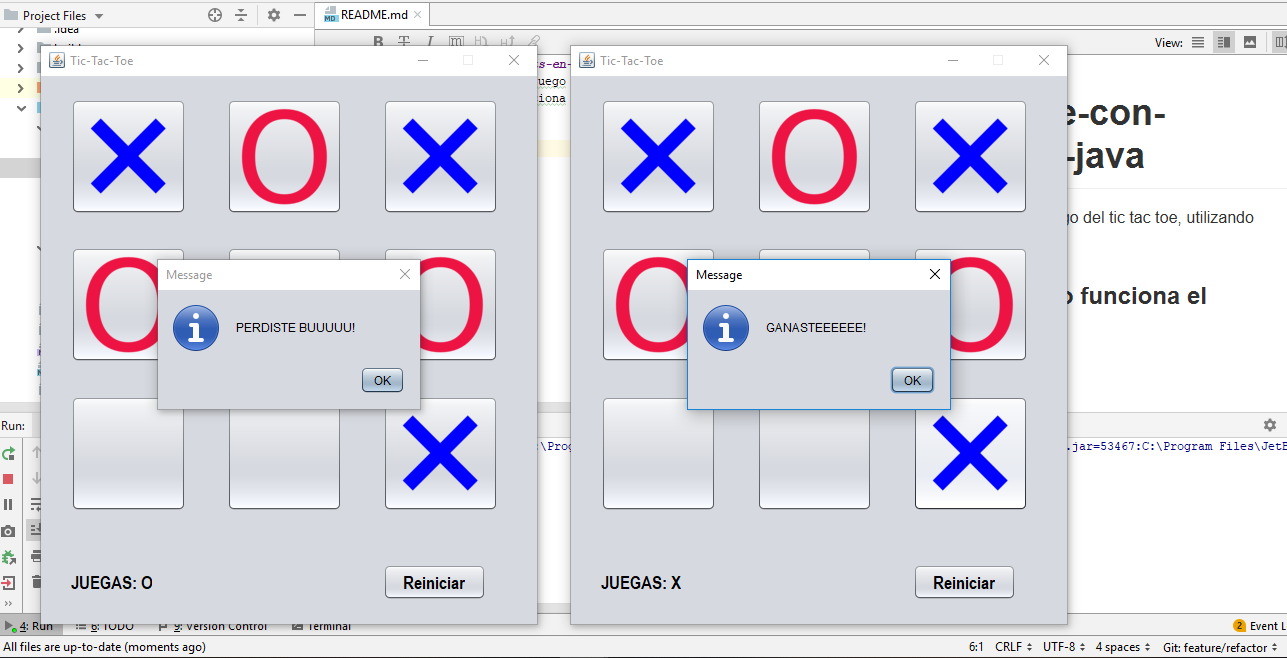 Project Files
README.md
.idea
View:
Tic-Tac-Toe
Tic-Tac-Toe
s-en-
uego
iona
e-con-
-java
go del tic tac toe, utilizando
o funciona el
X O X
X O X
O O
O O
Message
PERDISTE BUUUUU!
OK
Message
GANASTEEEEEE!
OK
X
X
JUEGAS: O
Reiniciar
JUEGAS: X
Reiniciar
Run:
:\Prog
.jar=53467:C:\Program Files\JetB
4: Run
6: TODO
9: Version Control
Terminal
2 Event L
All files are up-to-date (moments ago)
6:1 CRLF UTF-8 4 spaces Git: feature/refactor